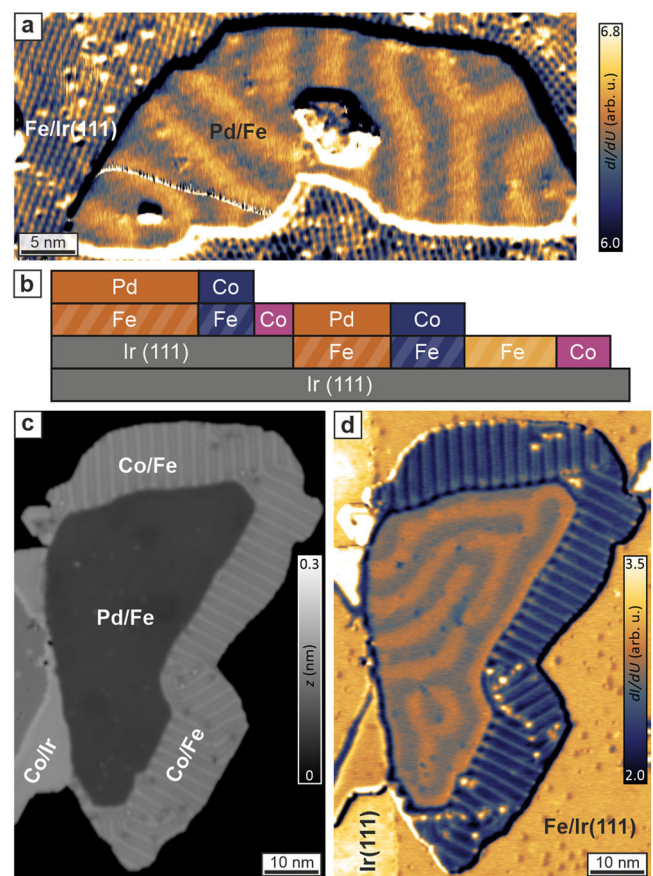 a
6.8
dI/dU (arb. u.)
6.0
Fe/Ir(111)
Pd/Fe
5 nm
b
Pd Co
Fe Fe Co Pd Co
Ir (111) Fe Fe Fe Co
Ir (111)
c
Co/Fe
0.3
z (nm)
0
Pd/Fe
Co/Ir
Co/Fe
10 nm
d
3.5
dI/dU (arb. u.)
2.0
Ir(111)
Fe/Ir(111)
10 nm